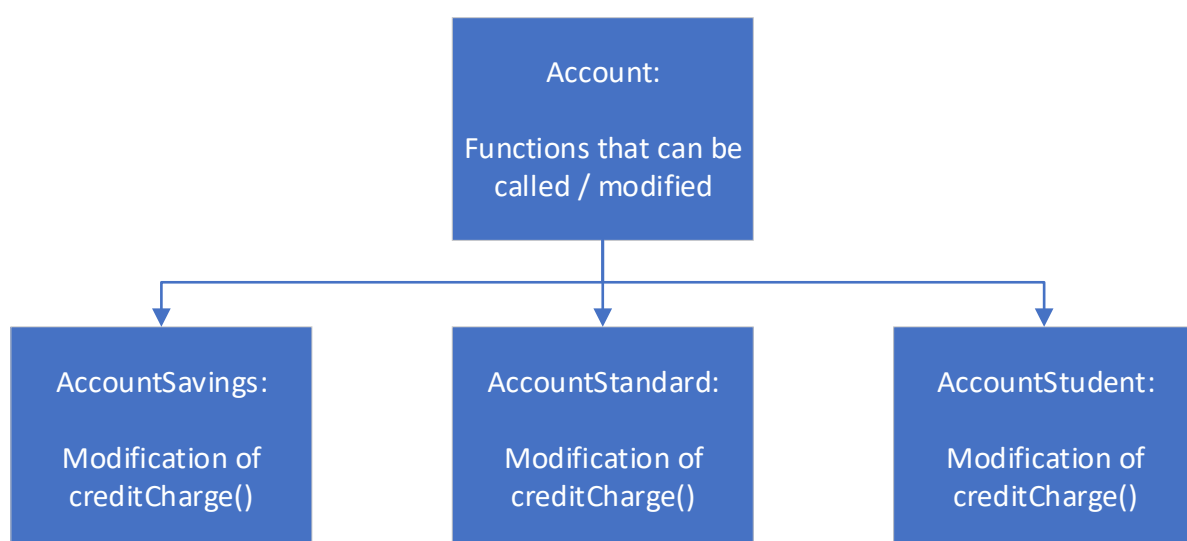 Account:
Functions that can be
called / modified
AccountSavings:
Modification of
creditCharge()
AccountStandard:
Modification of
creditCharge()
AccountStudent:
Modification of
creditCharge()